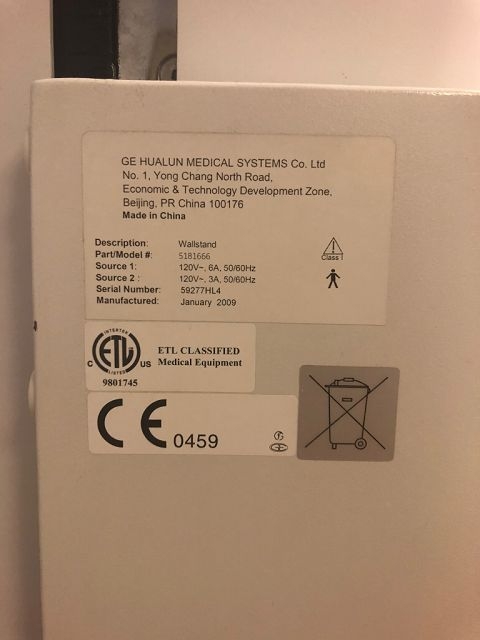 GE HUALUN MEDICAL SYSTEMS Co. Ltd
No. 1, Yong Chang North Road,
Economic & Technology Development Zone,
Beijing, PR China 100176
Made in China
Description: Wallstand
Part/Model #: 5181666
Source 1: 120V~, 6A, 50/60Hz
Source 2 : 120V~, 3A, 50/60Hz
Serial Number: 59277HL4
Manufactured: January 2009
Class I
INTERTEK
C ETL US
LISTED
9801745
ETL CLASSIFIED
Medical Equipment
CE 0459
GE